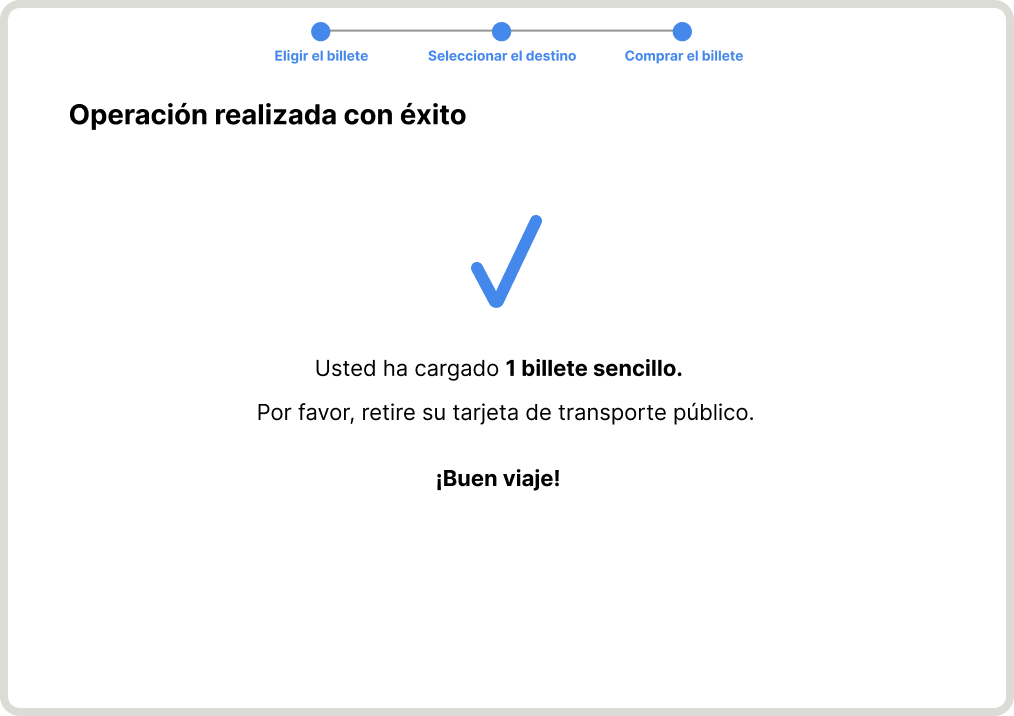 Eligir el billete
Seleccionar el destino
Comprar el billete
Operación realizada con éxito
Usted ha cargado 1 billete sencillo.
Por favor, retire su tarjeta de transporte público.
¡Buen viaje!